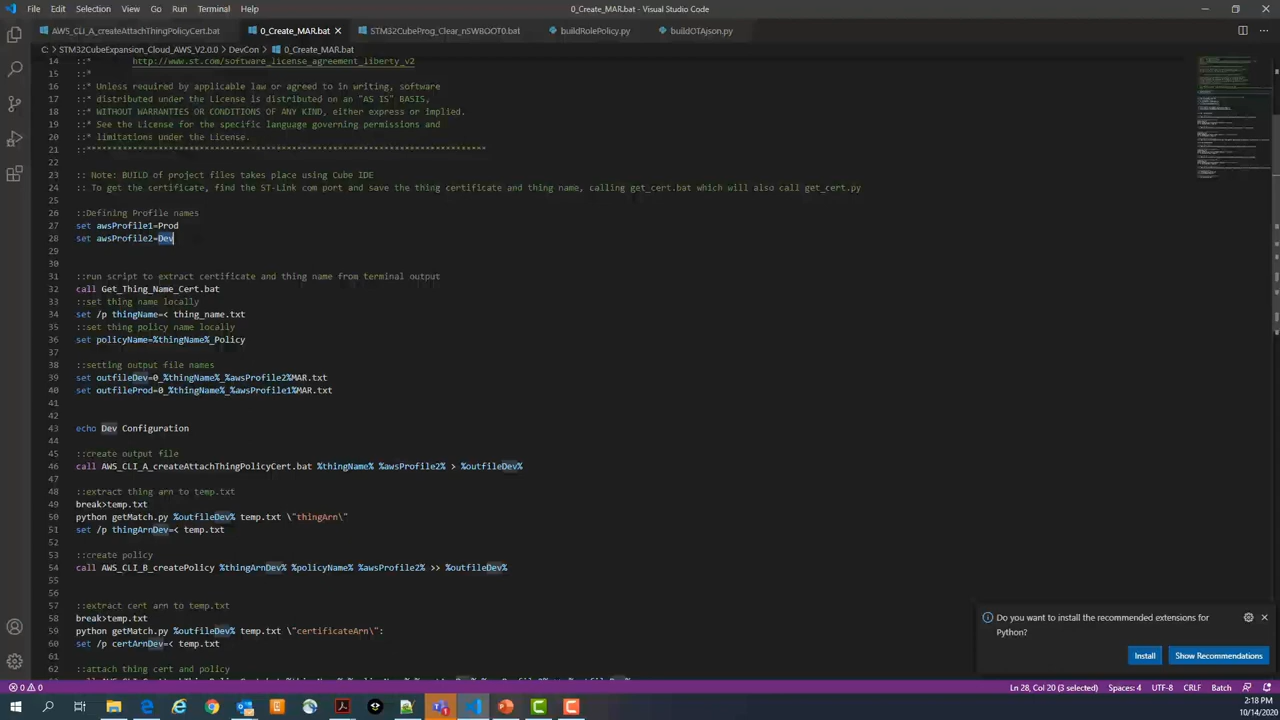 File Edit Selection View Go Run Terminal Help
0_Create_MAR.bat - Visual Studio Code
AWS_CLI_A_createAttachThingPolicyCert.bat
0_Create_MAR.bat
STM32CubeProg_Clear_nSWBOOT0.bat
buildRolePolicy.py
buildOTAjson.py
C: > STM32CubeExpansion_Cloud_AWS_V2.0.0 > DevCon > 0_Create_MAR.bat
14 ::* http://www.st.com/software_license_agreement_liberty_v2
15 ::*
16 ::* Unless required by applicable law or agreed to in writing, software
17 ::* distributed under the License is distributed on an "AS IS" BASIS,
18 ::* WITHOUT WARRANTIES OR CONDITIONS OF ANY KIND, either express or implied.
19 ::* See the License for the specific language governing permissions and
20 ::* limitations under the License.
21 ::******************************************************************************
22
23 :: Note: BUILD of project files takes place using Cube IDE
24 :: To get the certificate, find the ST-Link com port and save the thing certificate and thing name, calling get_cert.bat which will also call get_cert.py
25
26 ::Defining Profile names
27 set awsProfile1=Prod
28 set awsProfile2=Dev
29
30
31 ::run script to extract certificate and thing name from terminal output
32 call Get_Thing_Name_Cert.bat
33 ::set thing name locally
34 set /p thingName=< thing_name.txt
35 ::set thing policy name locally
36 set policyName=%thingName%_Policy
37
38 ::setting output file names
39 set outfileDev=0_%thingName%_%awsProfile2%MAR.txt
40 set outfileProd=0_%thingName%_%awsProfile1%MAR.txt
41
42
43 echo Dev Configuration
44
45 ::create output file
46 call AWS_CLI_A_createAttachThingPolicyCert.bat %thingName% %awsProfile2% > %outfileDev%
47
48 ::extract thing arn to temp.txt
49 break>temp.txt
50 python getMatch.py %outfileDev% temp.txt \"thingArn\"
51 set /p thingArnDev=< temp.txt
52
53 ::create policy
54 call AWS_CLI_B_createPolicy %thingArnDev% %policyName% %awsProfile2% >> %outfileDev%
55
56
57 ::extract cert arn to temp.txt
58 break>temp.txt
59 python getMatch.py %outfileDev% temp.txt \"certificateArn\":
60 set /p certArnDev=< temp.txt
61
62 ::attach thing cert and policy
Do you want to install the recommended extensions for
Python?
Install
Show Recommendations
0 0
Ln 28, Col 20 (3 selected) Spaces: 4 UTF-8 CRLF Batch
2:18 PM
10/14/2020